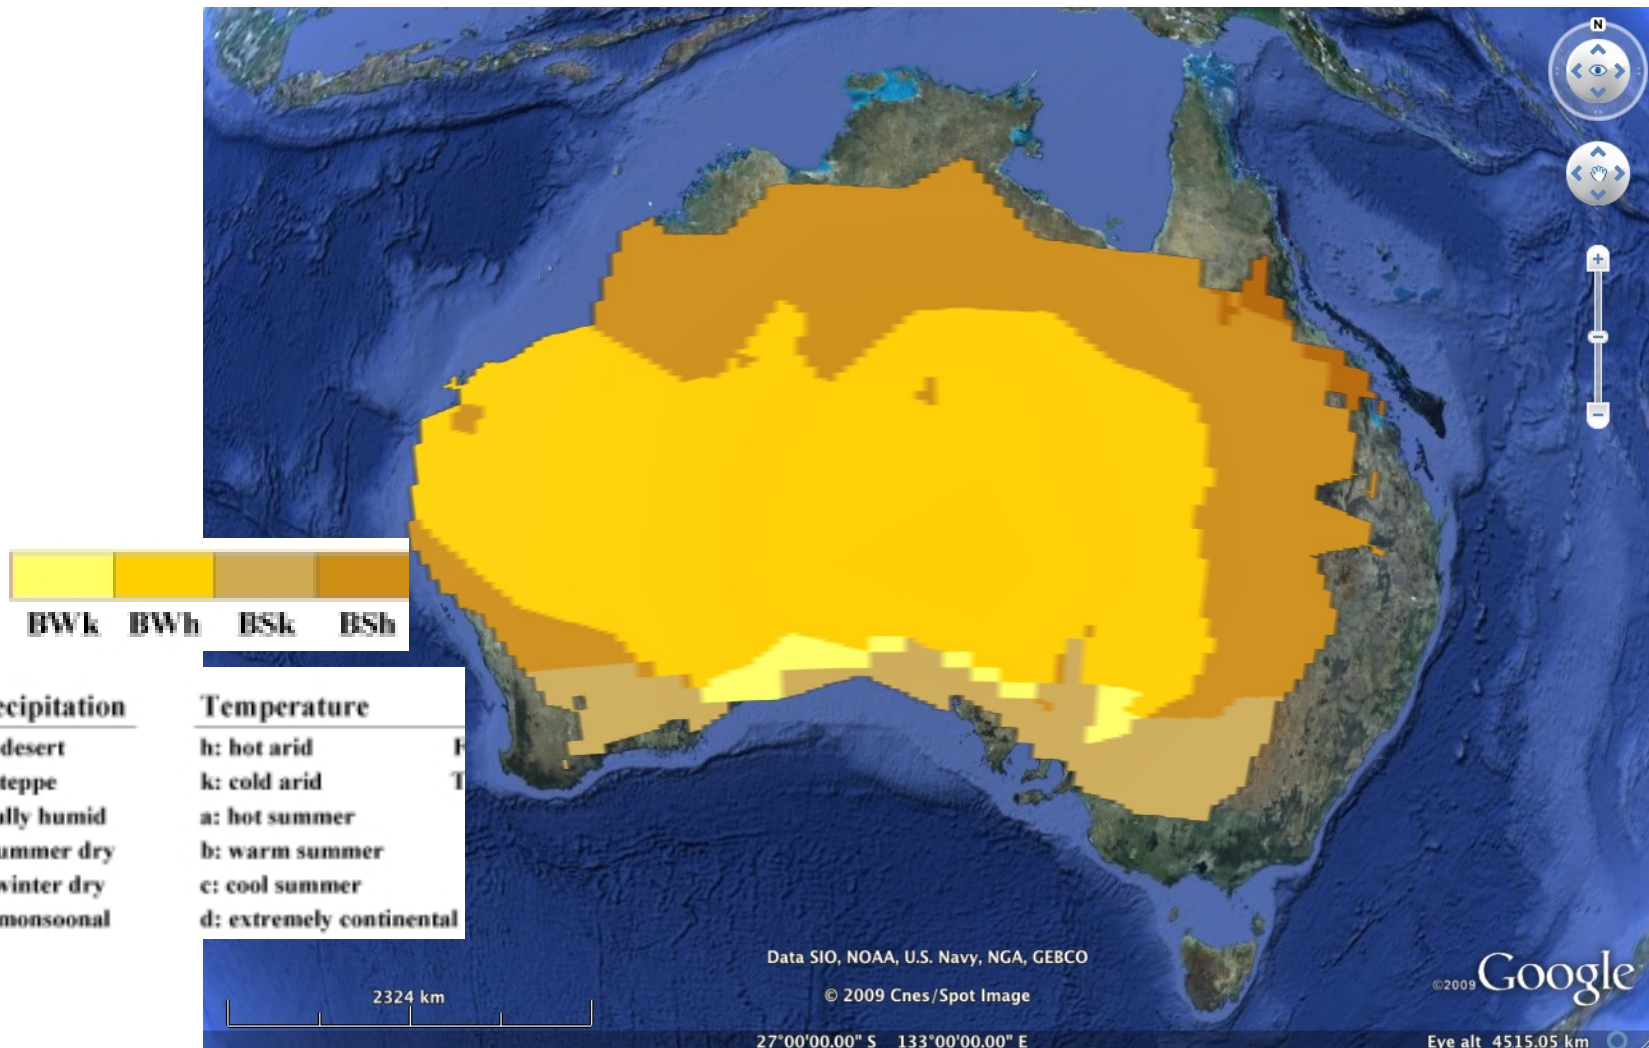 N
BWk BWh BSk BSh
ecipitation Temperature
desert h: hot arid F
teppe k: cold arid T
lly humid a: hot summer
ummer dry b: warm summer
winter dry c: cool summer
monsoonal d: extremely continental
Data SIO, NOAA, U.S. Navy, NGA, GEBCO
©2009 Google
2324 km
© 2009 Cnes/Spot Image
27°00'00.00" S 133°00'00.00" E
Eye alt 4515.05 km